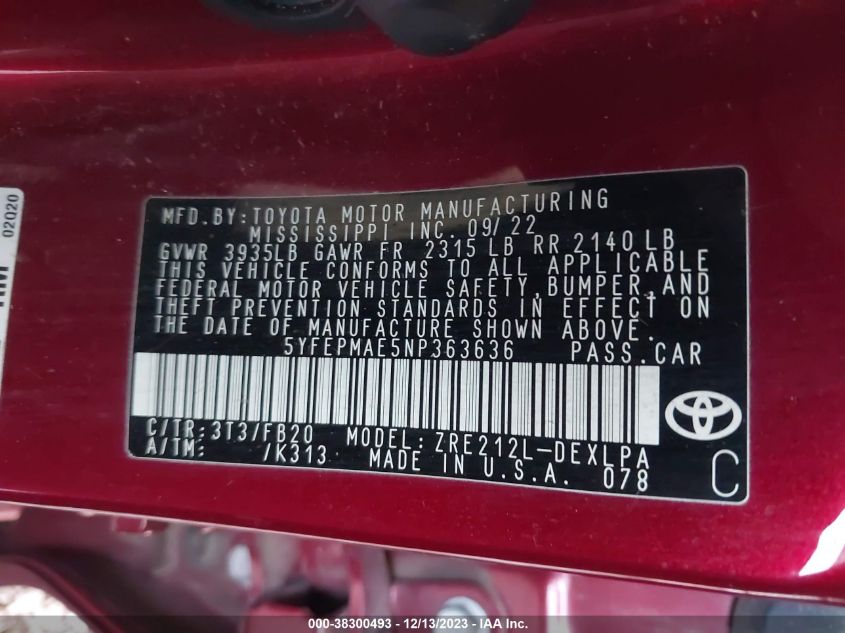 MFD.BY:TOYOTA MOTOR MANUFACTURING
MISSISSIPPI INC. 09/22
GVWR 3935LB GAWR FR 2315 LB RR 2140LB
THIS VEHICLE CONFORMS TO ALL APPLICABLE
FEDERAL MOTOR VEHICLE SAFETY, BUMPER, AND
THEFT PREVENTION STANDARDS IN EFFECT ON
THE DATE OF MANUFACTURE SHOWN ABOVE.
5YFEPMAE5NP363636 PASS.CAR
C/TR:3T3/FB20 MODEL: ZRE212L-DEXLPA
A/TM: /K313 MADE IN U.S.A. 078
C
02Q20
000-38300493 - 12/13/2023 - IAA Inc.